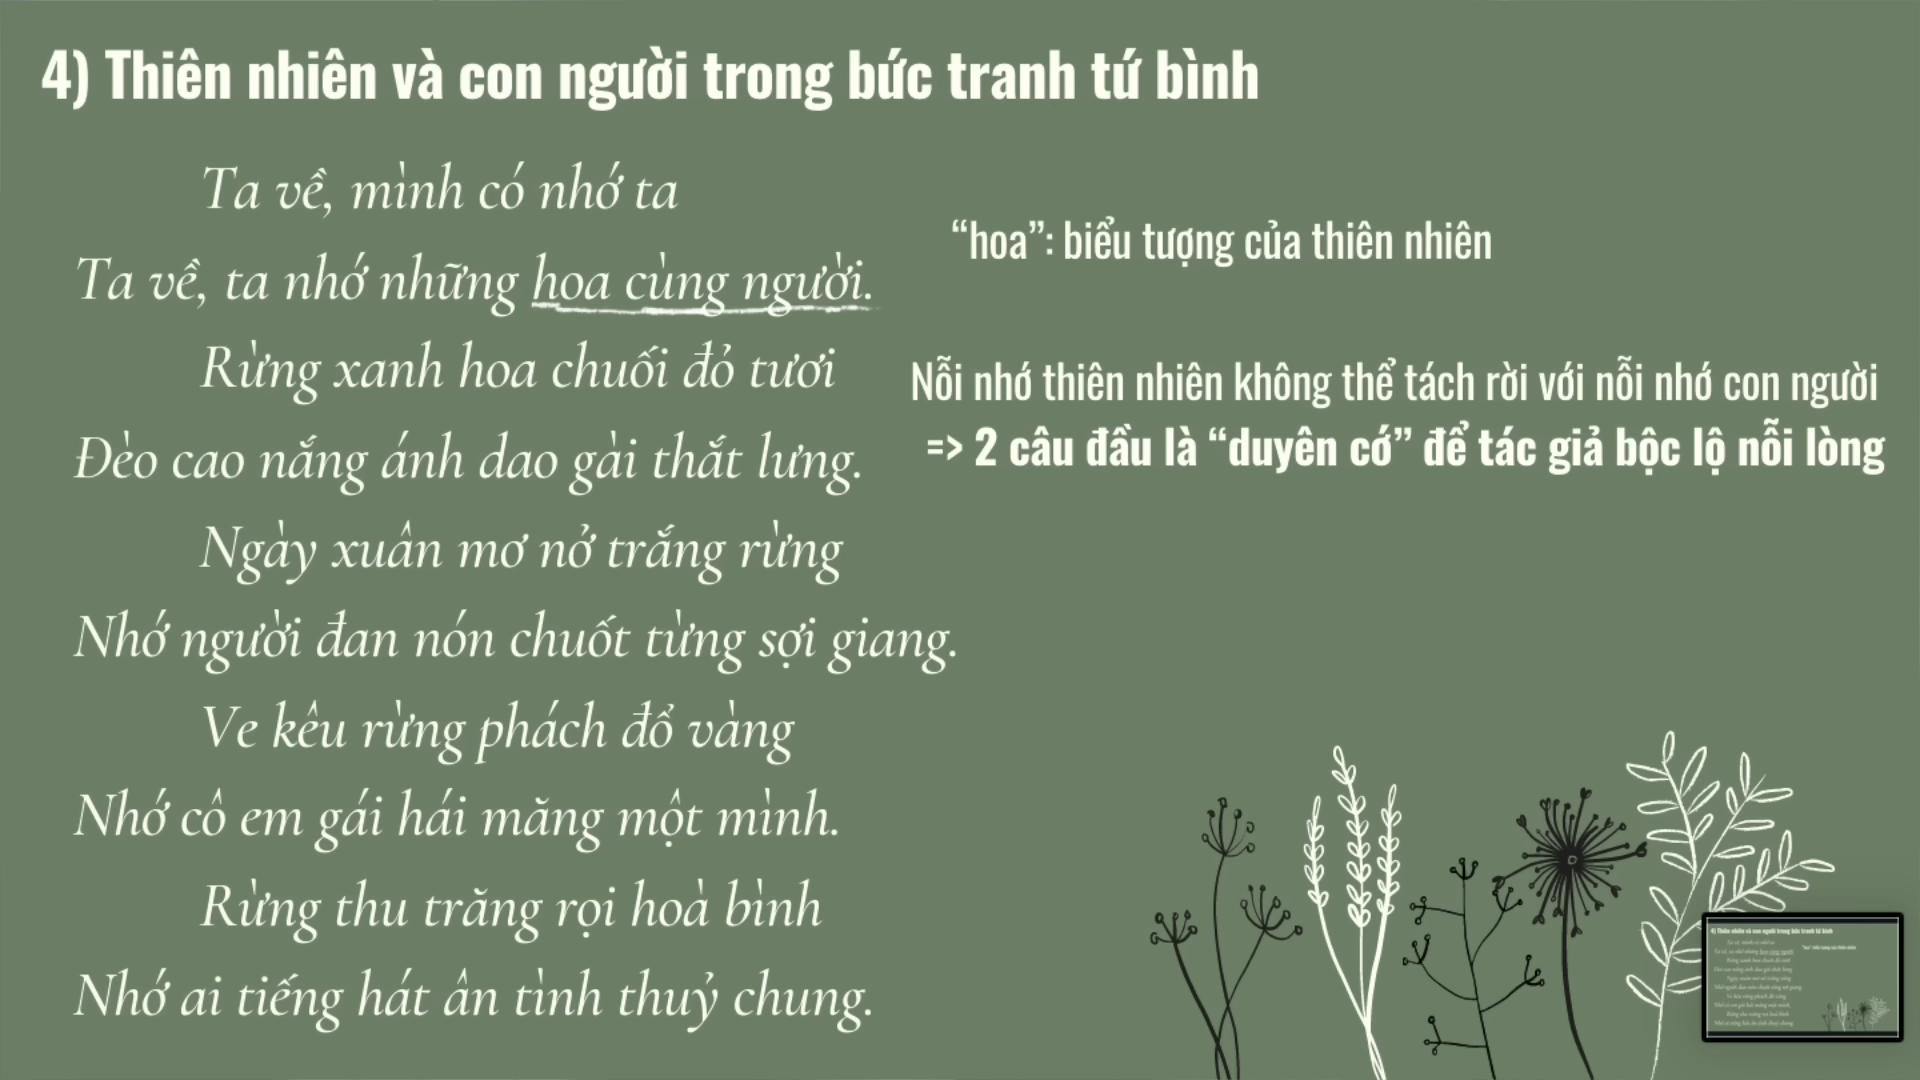 4) Thiên nhiên và con người trong bức tranh tứ bình
Ta về, mình có nhớ ta
Ta về, ta nhớ những hoa cùng người.
Rừng xanh hoa chuối đỏ tươi
Đèo cao nắng ánh dao gài thắt lưng.
Ngày xuân mơ nở trắng rừng
Nhớ người đan nón chuốt từng sợi giang.
Ve kêu rừng phách đổ vàng
Nhớ cô em gái hái măng một mình.
Rừng thu trăng rọi hoà bình
Nhớ ai tiếng hát ân tình thuỷ chung.
“hoa”: biểu tượng của thiên nhiên
Nỗi nhớ thiên nhiên không thể tách rời với nỗi nhớ con người
=> 2 câu đầu là “duyên cớ” để tác giả bộc lộ nỗi lòng